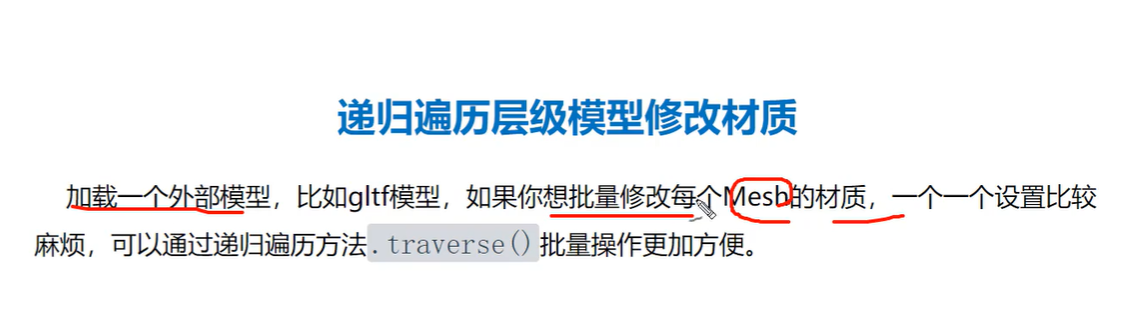 递归遍历层级模型修改材质
加载一个外部模型，比如gltf模型，如果你想批量修改每个Mesh的材质，一个一个设置比较
麻烦，可以通过递归遍历方法.traverse()批量操作更加方便。